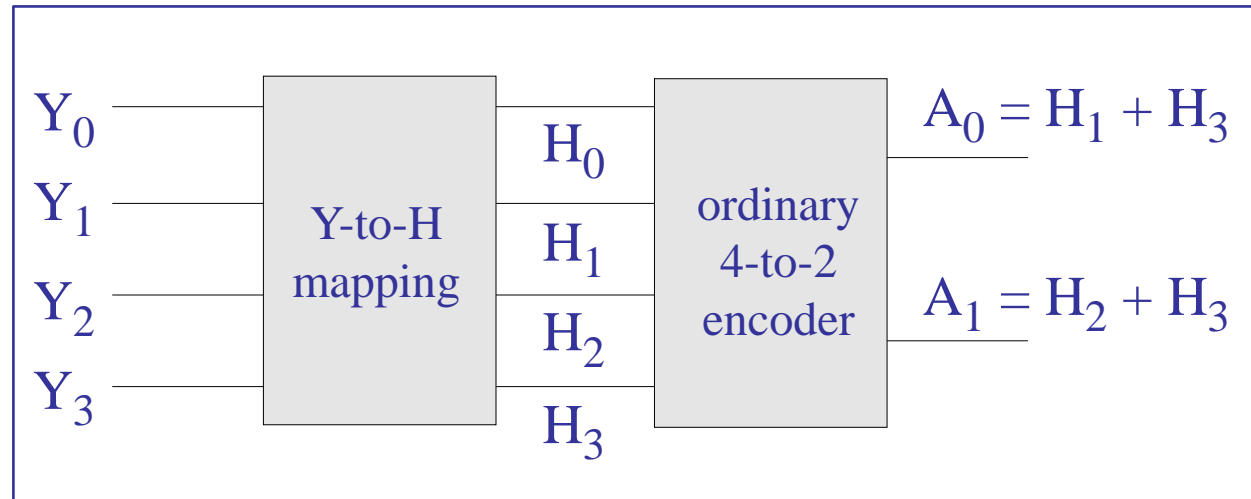 Y₀
Y₁
Y₂
Y₃
Y-to-H
mapping
H₀
H₁
H₂
H₃
ordinary
4-to-2
encoder
A₀ = H₁ + H₃
A₁ = H₂ + H₃